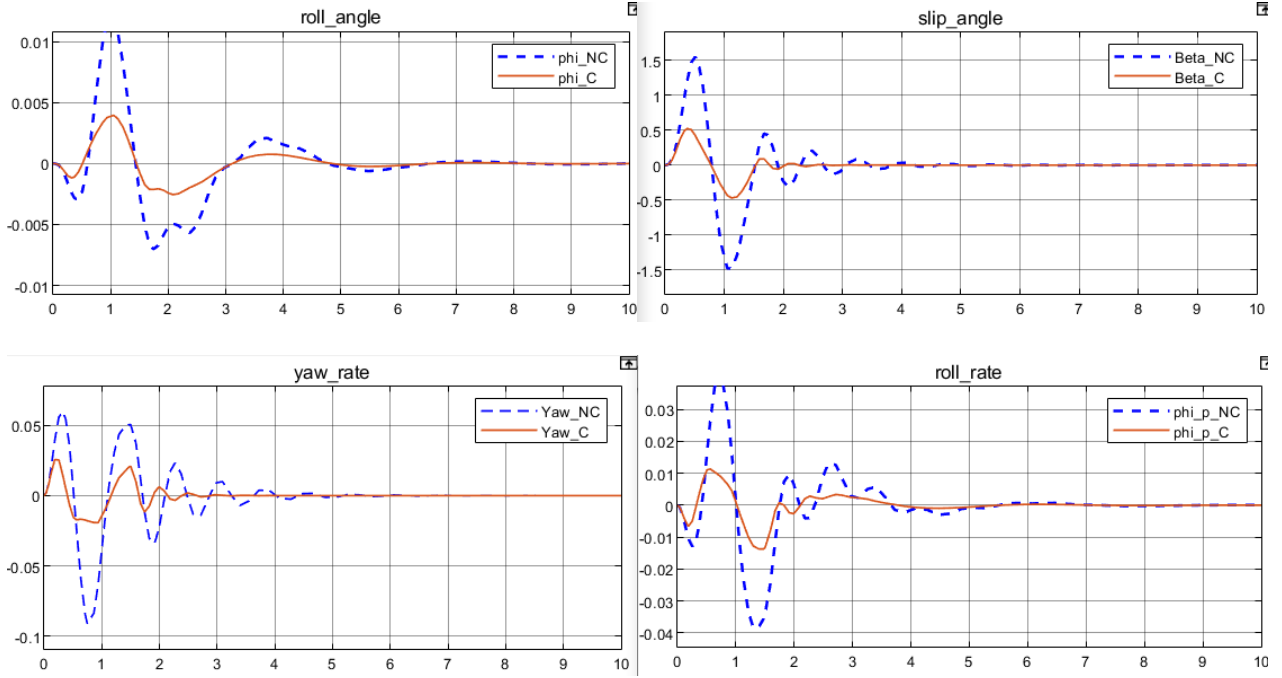 roll_angle
phi_NC
phi_C
0.01
0.005
0
-0.005
-0.01
0 1 2 3 4 5 6 7 8 9 10
slip_angle
Beta_NC
Beta_C
1.5
1
0.5
0
-0.5
-1
-1.5
0 1 2 3 4 5 6 7 8 9 10
yaw_rate
Yaw_NC
Yaw_C
0.05
0
-0.05
-0.1
0 1 2 3 4 5 6 7 8 9 10
roll_rate
phi_p_NC
phi_p_C
0.03
0.02
0.01
0
-0.01
-0.02
-0.03
-0.04
0 1 2 3 4 5 6 7 8 9 10